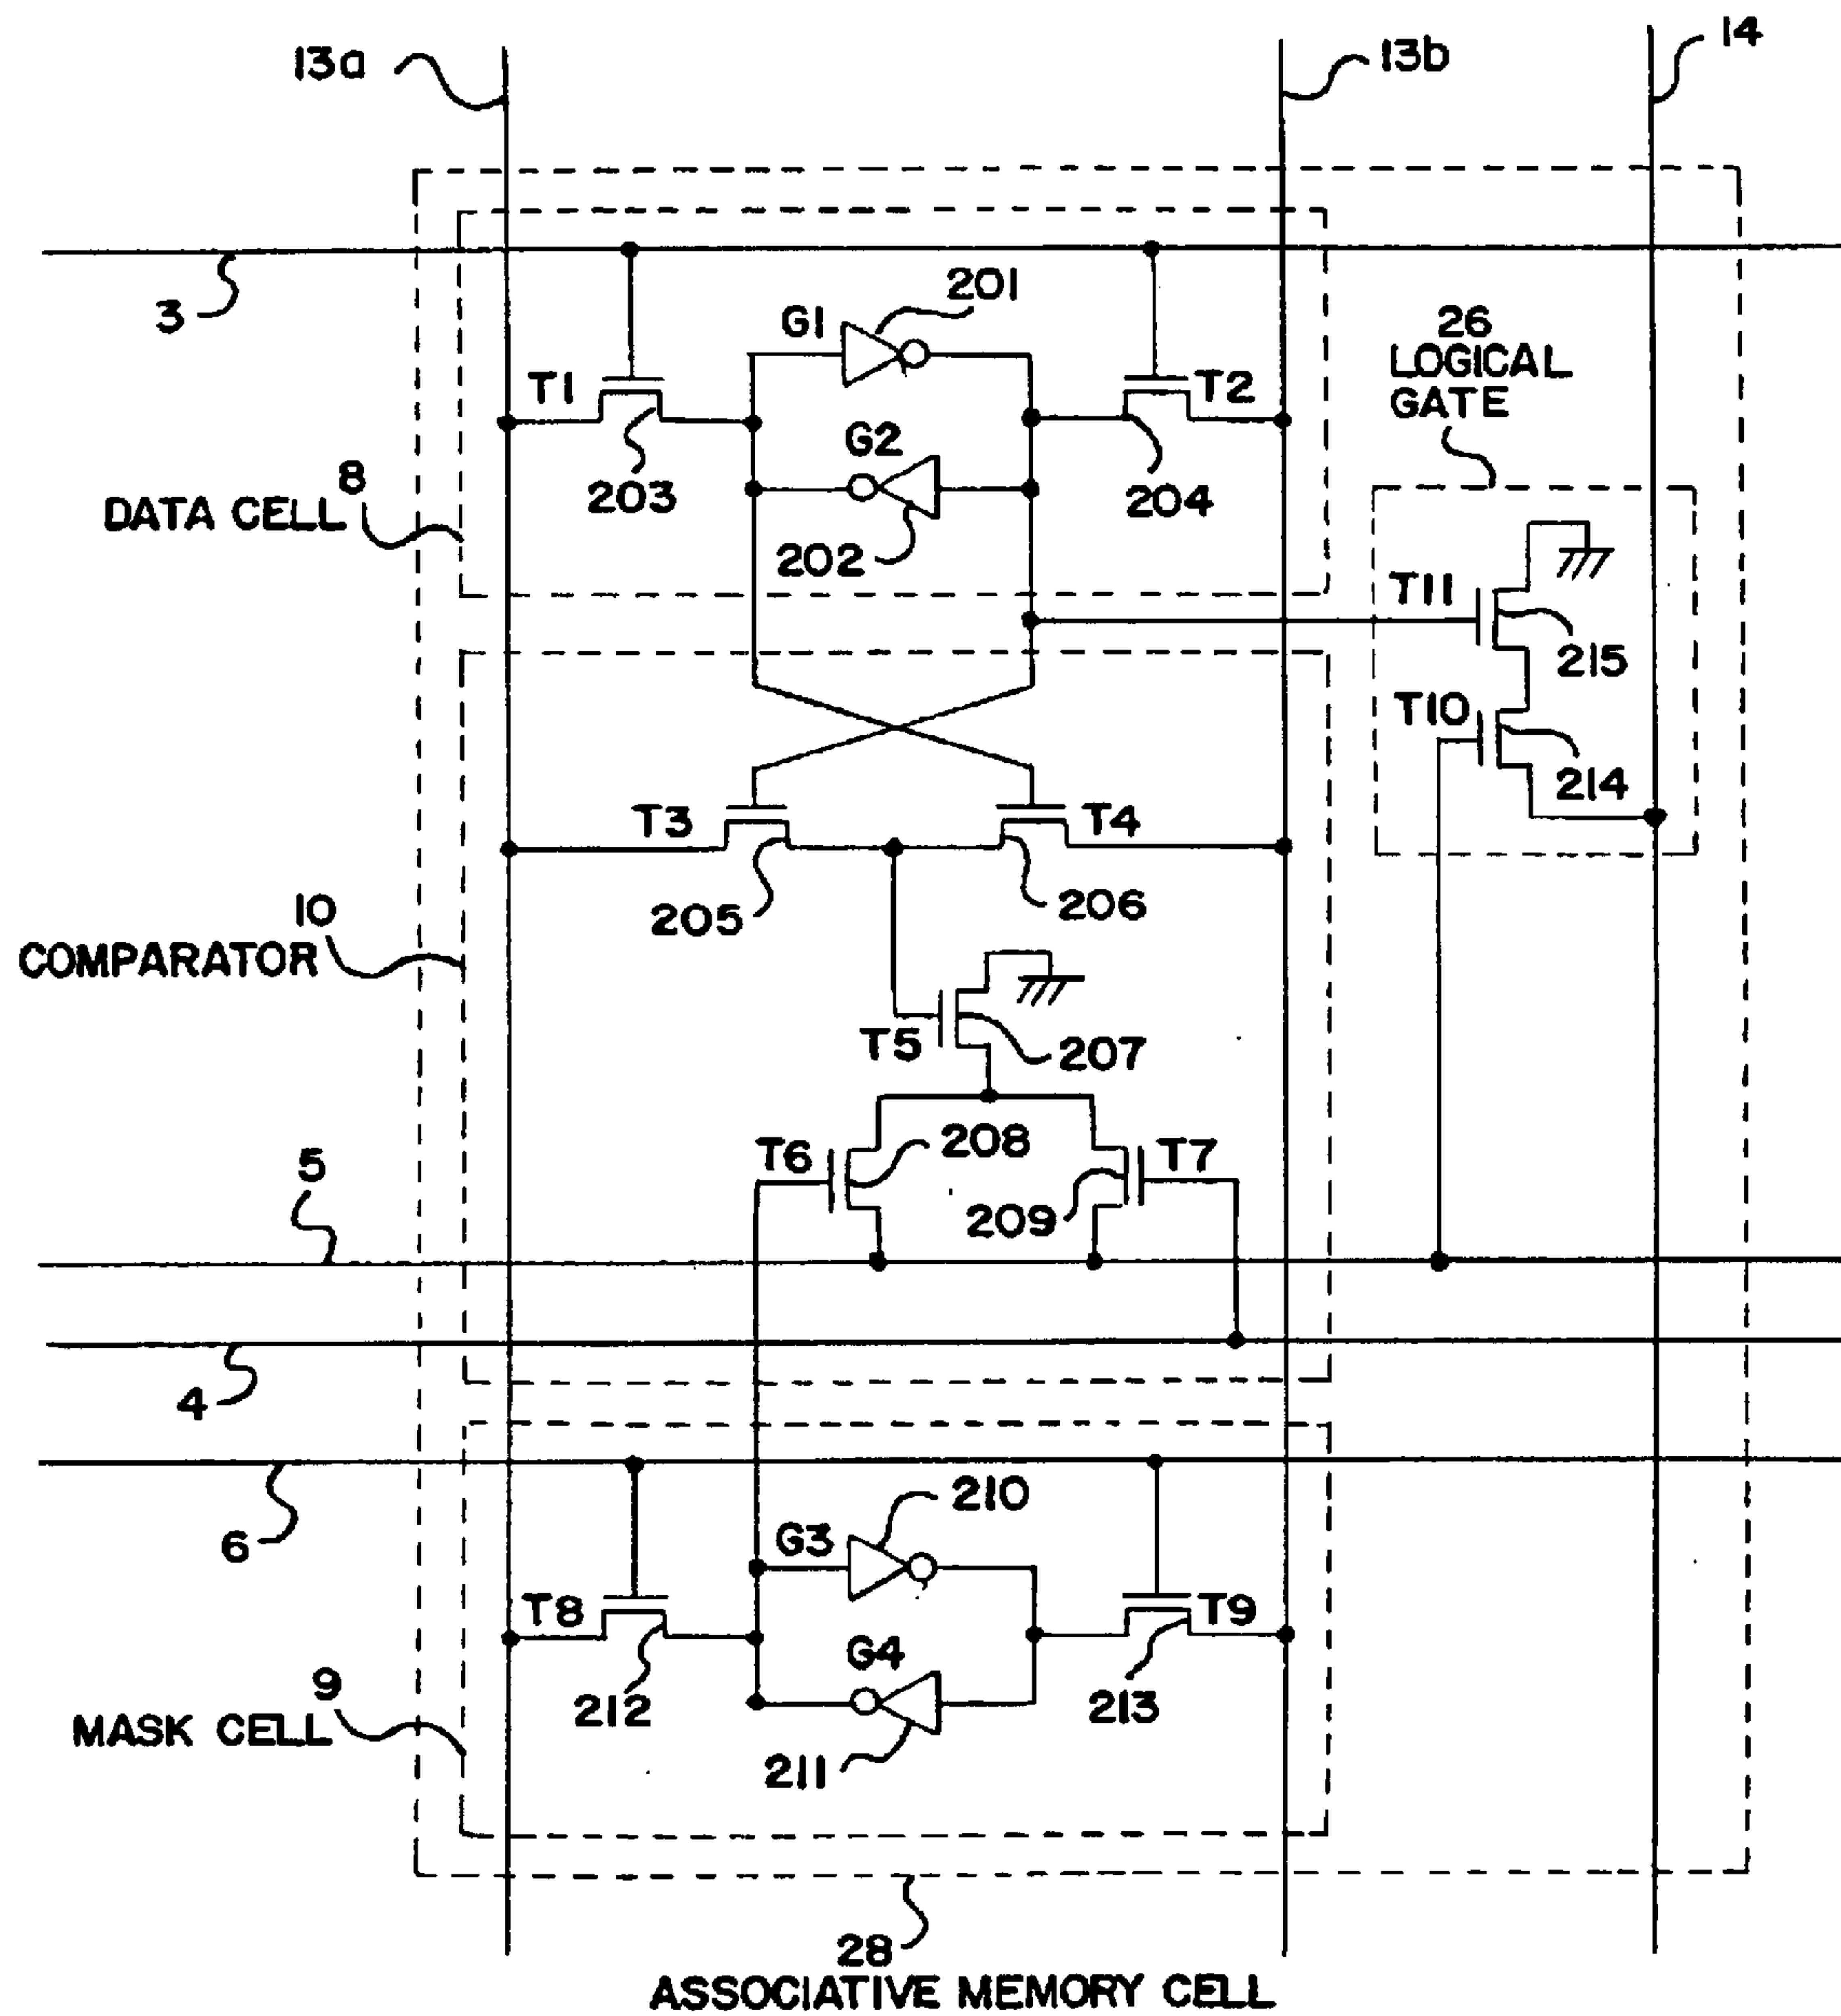 13a
13b
14
3
G1
201
26
LOGICAL
GATE
T1
T2
G2
203
204
8
DATA CELL
202
T11
215
T10
214
T3
T4
205
206
10
COMPARATOR
T5
207
T6
208
T7
5
209
4
6
G3
210
T8
T9
G4
212
213
9
MASK CELL
211
28
ASSOCIATIVE MEMORY CELL